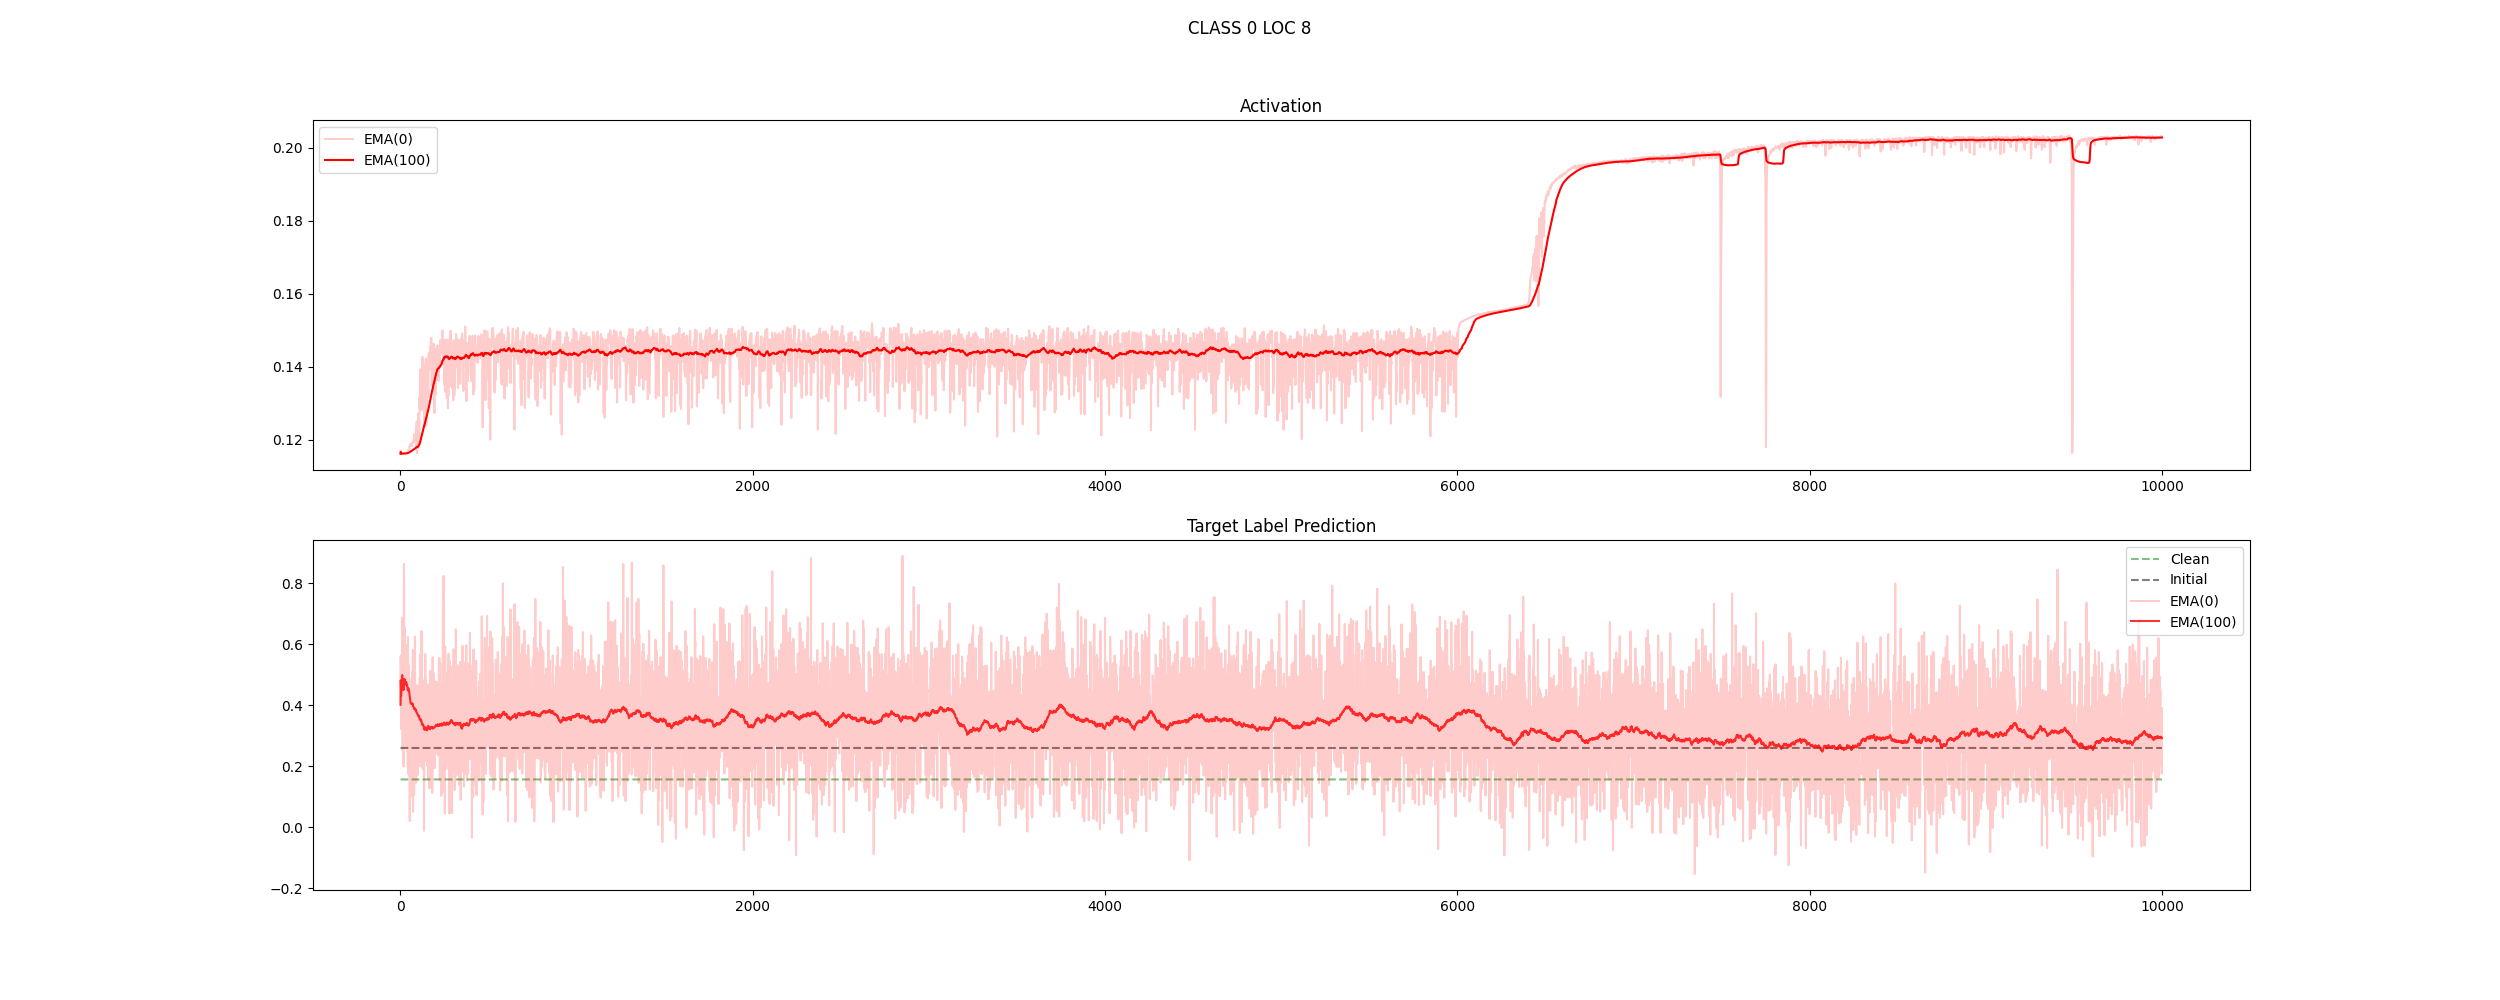 CLASS 0 LOC 8
Activation
EMA(0)
EMA(100)
0.20
0.18
0.16
0.14
0.12
0 2000 4000 6000 8000 10000
Target Label Prediction
Clean
Initial
EMA(0)
EMA(100)
0.8
0.6
0.4
0.2
0.0
−0.2
0 2000 4000 6000 8000 10000